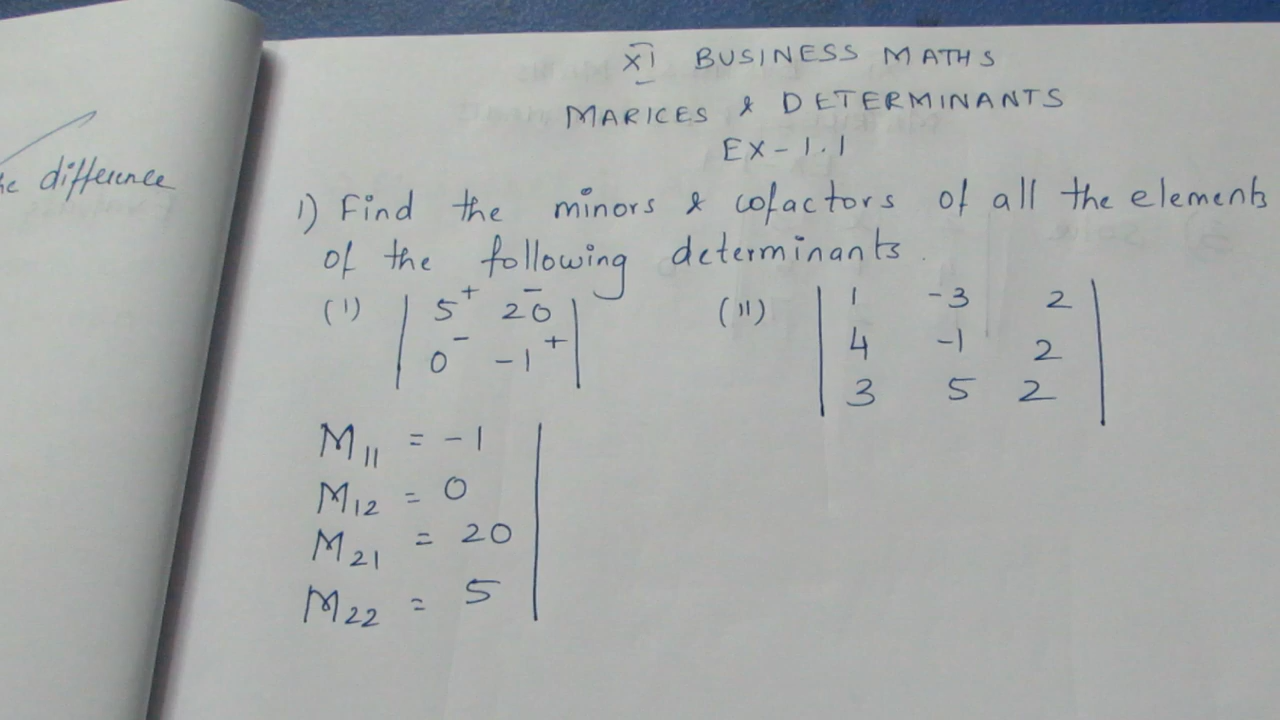 difference
XI BUSINESS MATHS
MARICES & DETERMINANTS
EX-1.1
1) Find the minors & cofactors of all the elements
of the following determinants.
(i) | 5⁺ 20⁻ | (ii) | 1 -3 2 |
| 0⁻ -1⁺ | | 4 -1 2 |
| 3 5 2 |
M11 = -1
M12 = 0
M21 = 20
M22 = 5